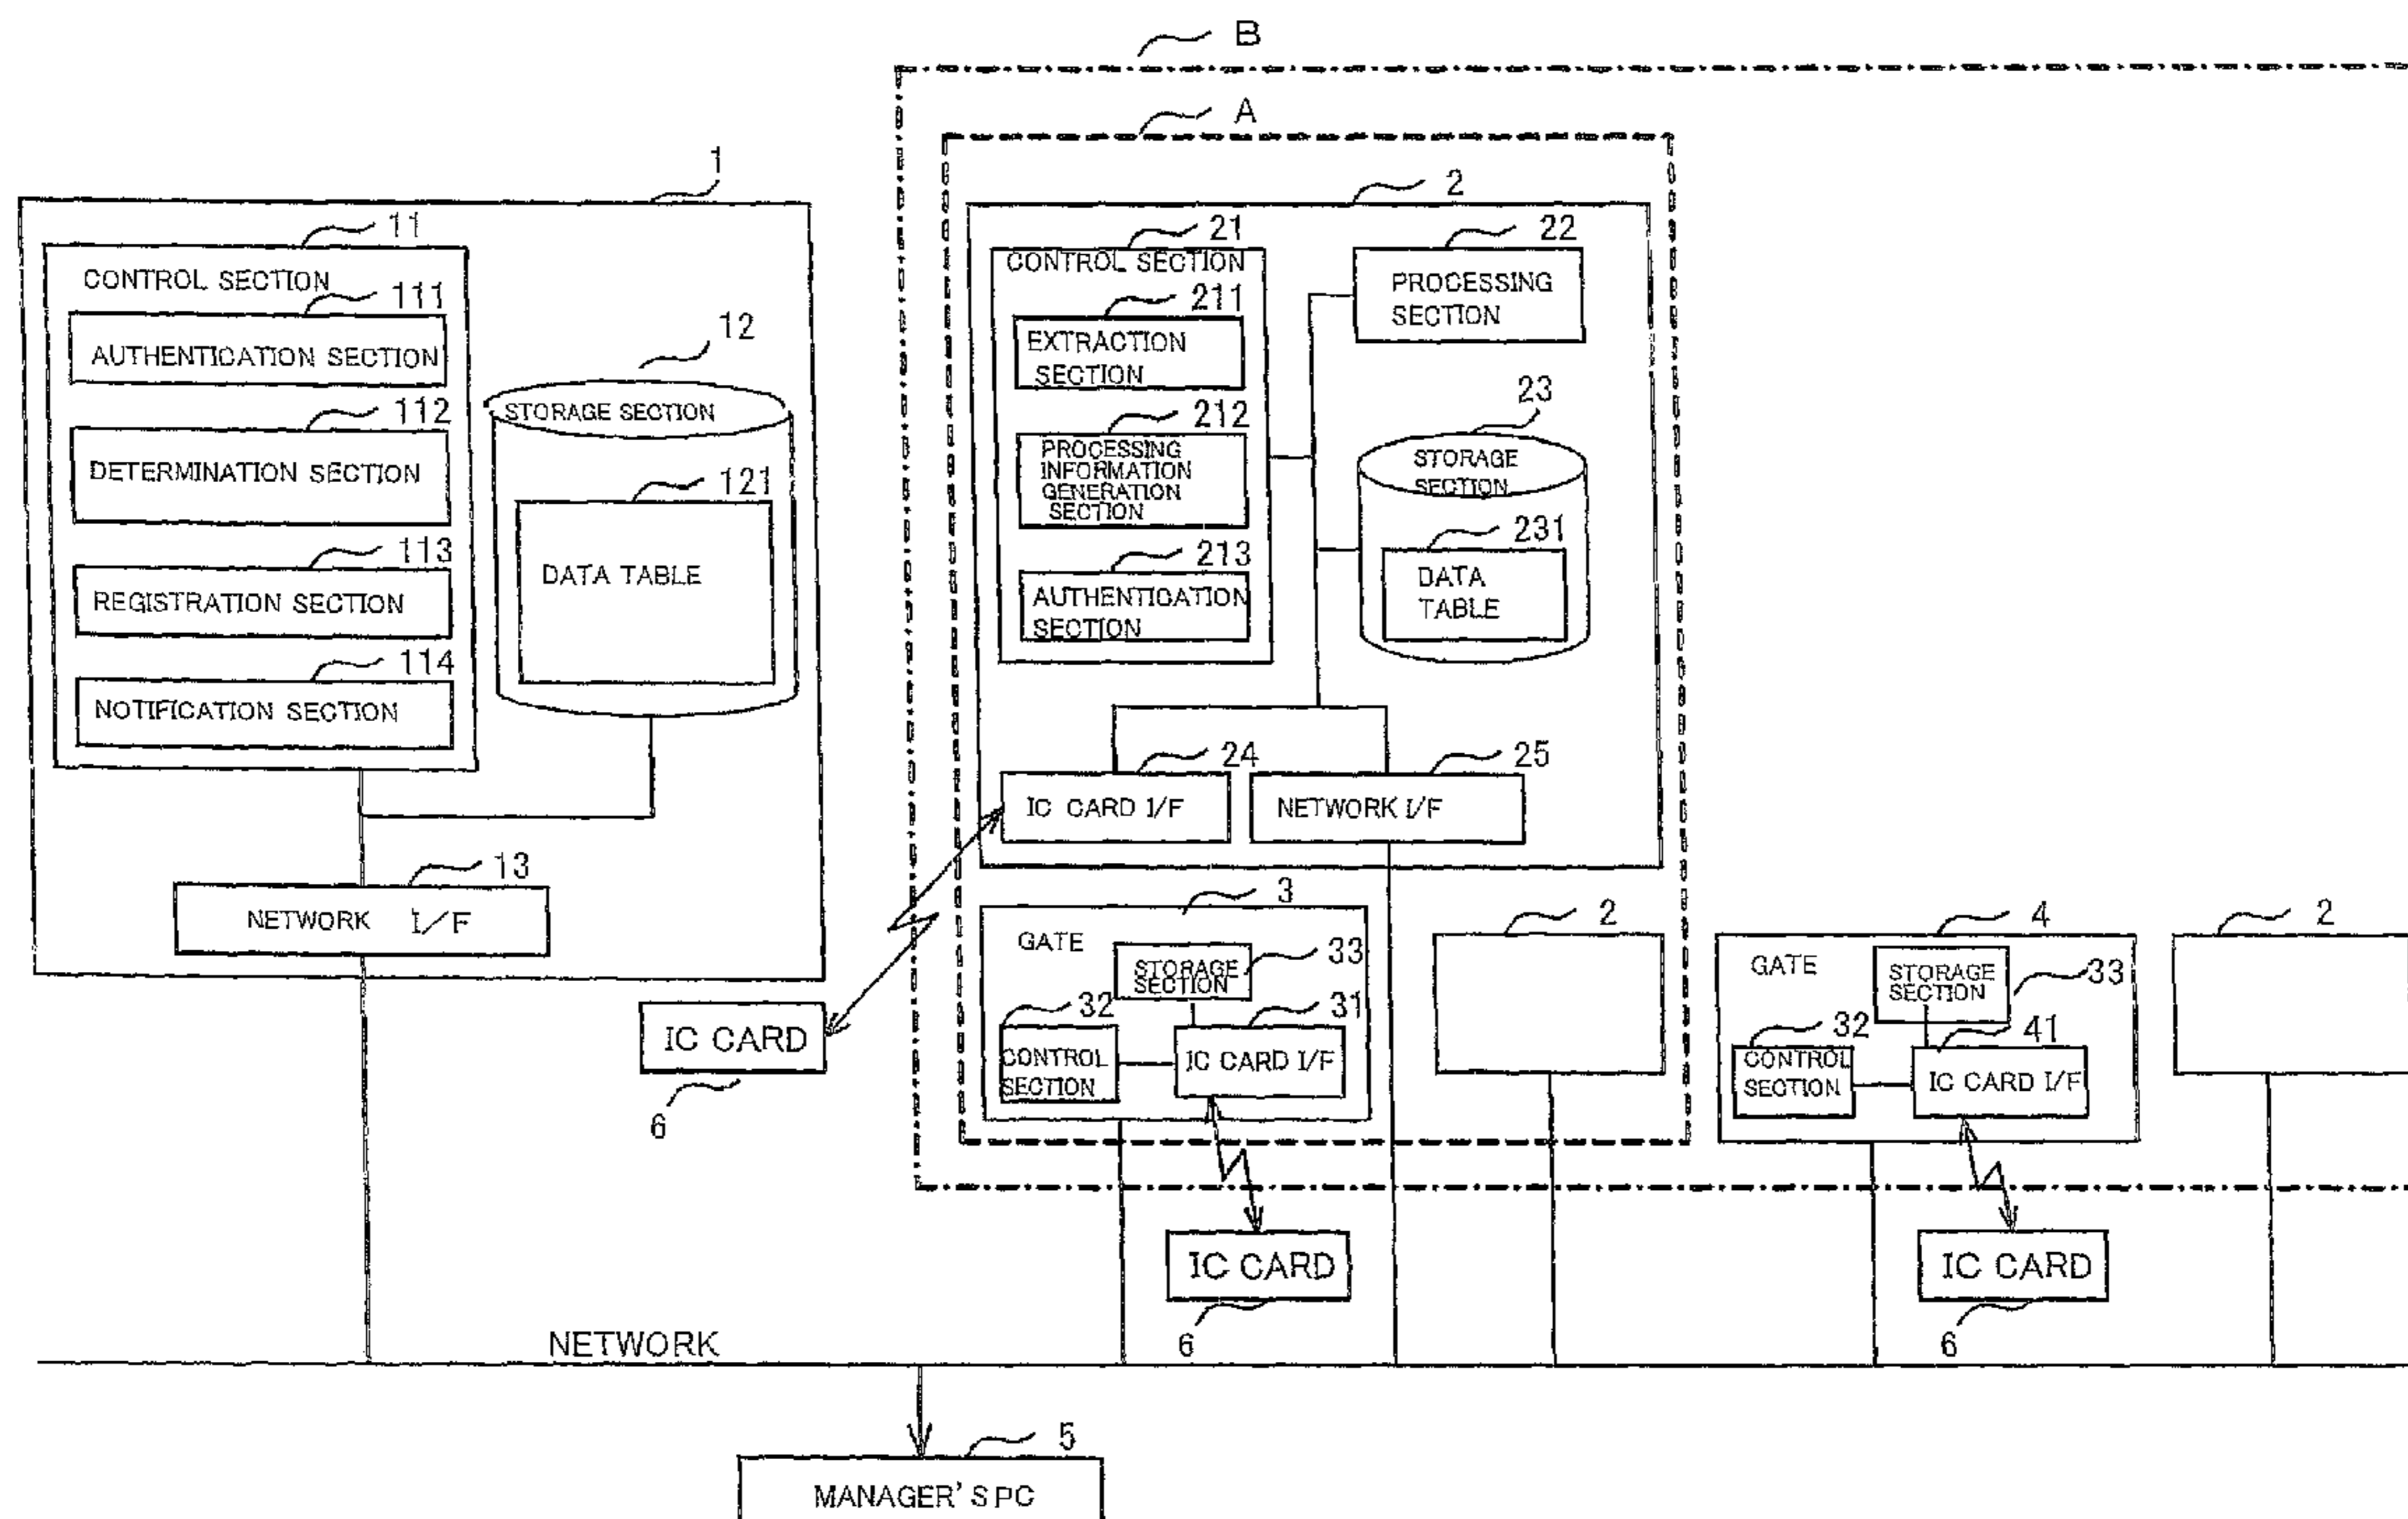 B
A
1
11
CONTROL SECTION
111
AUTHENTICATION SECTION
112
DETERMINATION SECTION
113
REGISTRATION SECTION
114
NOTIFICATION SECTION
12
STORAGE SECTION
121
DATA TABLE
13
NETWORK I/F
2
21
CONTROL SECTION
211
EXTRACTION
SECTION
212
PROCESSING
INFORMATION
GENERATION
SECTION
213
AUTHENTICATION
SECTION
22
PROCESSING
SECTION
23
STORAGE
SECTION
231
DATA
TABLE
24
IC CARD I/F
25
NETWORK I/F
IC CARD
6
3
GATE
33
STORAGE
SECTION
32
CONTROL
SECTION
31
IC CARD I/F
2
4
GATE
STORAGE
SECTION
33
32
CONTROL
SECTION
41
IC CARD I/F
2
IC CARD
6
IC CARD
6
NETWORK
5
MANAGER'S PC